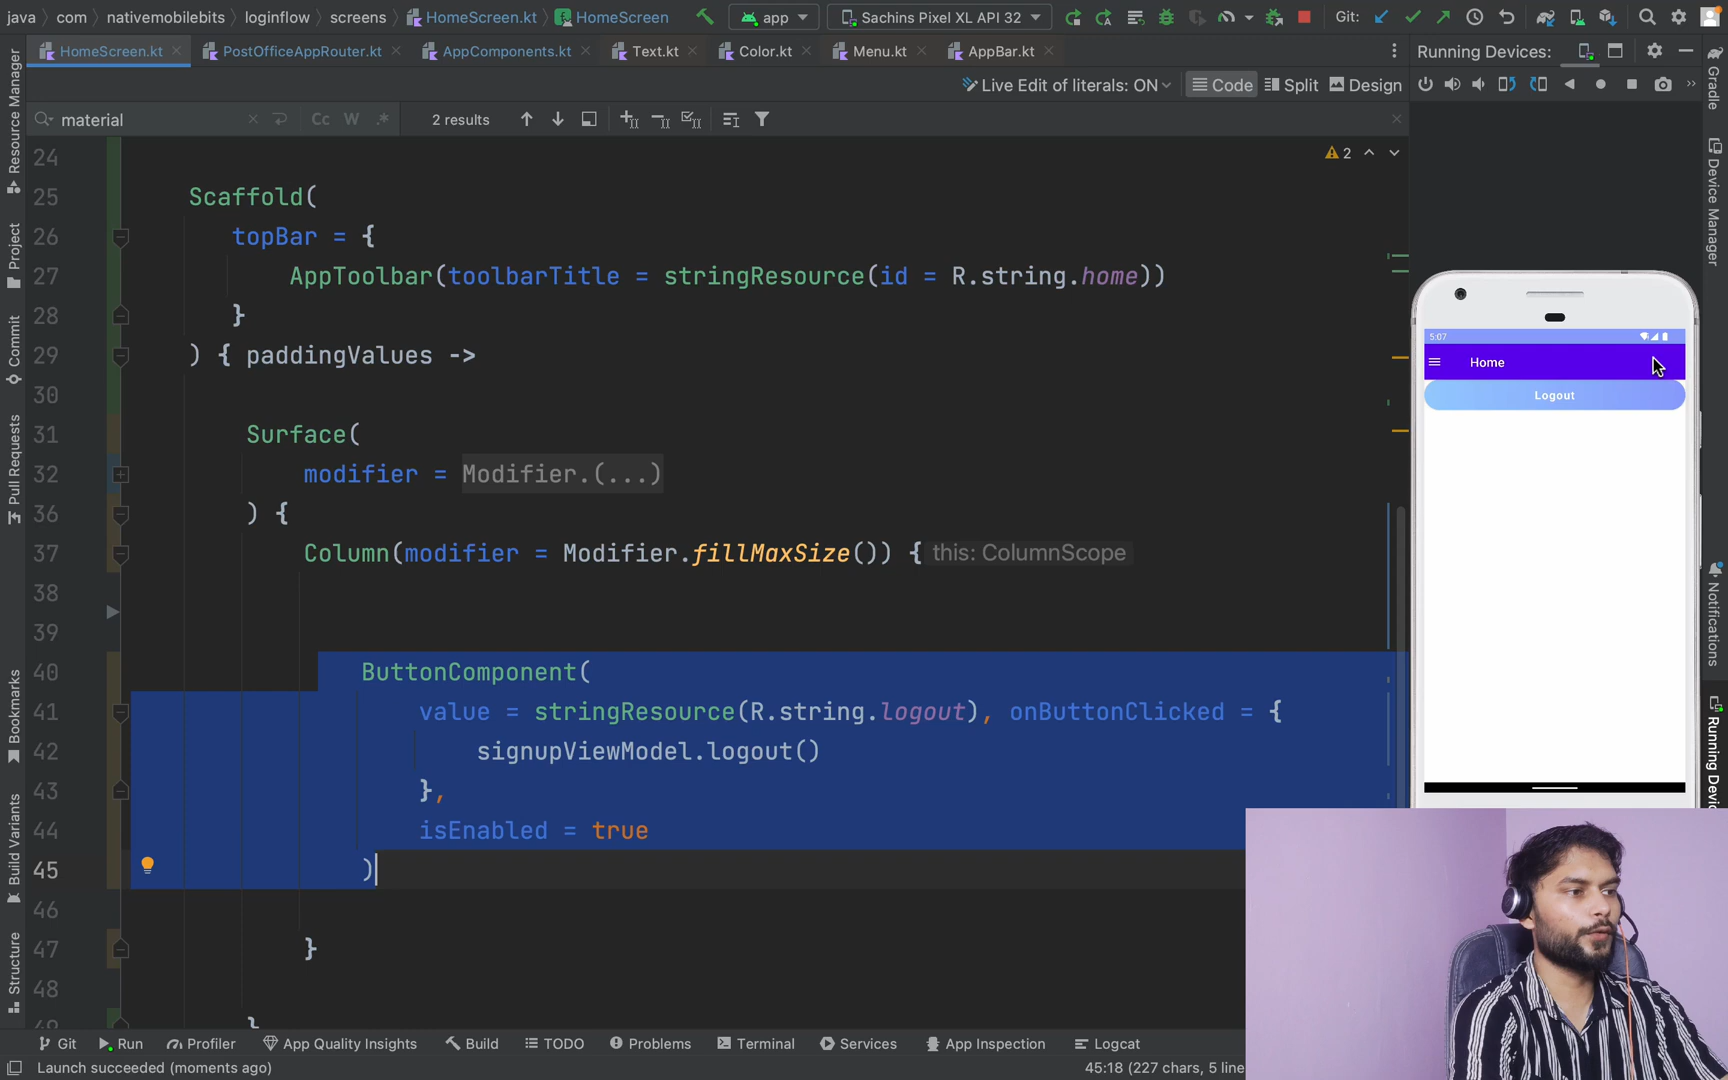 java com nativemobilebits loginflow screens HomeScreen.kt HomeScreen app Sachins Pixel XL API 32 Git:
HomeScreen.kt PostOfficeAppRouter.kt AppComponents.kt Text.kt Color.kt Menu.kt AppBar.kt Running Devices:
Live Edit of literals: ON Code Split Design
material Cc W .* 2 results
24 2
25 Scaffold(
26 topBar = {
27 AppToolbar(toolbarTitle = stringResource(id = R.string.home))
28 }
29 ) { paddingValues ->
30
31 Surface(
32 modifier = Modifier.(...)
36 ) {
37 Column(modifier = Modifier.fillMaxSize()) { this: ColumnScope
38
39
40 ButtonComponent(
41 value = stringResource(R.string.logout), onButtonClicked = {
42 signupViewModel.logout()
43 },
44 isEnabled = true
45 )
46
47 }
48
}
5:07
Home
Logout
Resource Manager
Project
Commit
Pull Requests
Bookmarks
Build Variants
Structure
Gradle
Device Manager
Notifications
Running Devi
Git Run Profiler App Quality Insights Build TODO Problems Terminal Services App Inspection Logcat
Launch succeeded (moments ago) 45:18 (227 chars, 5 line